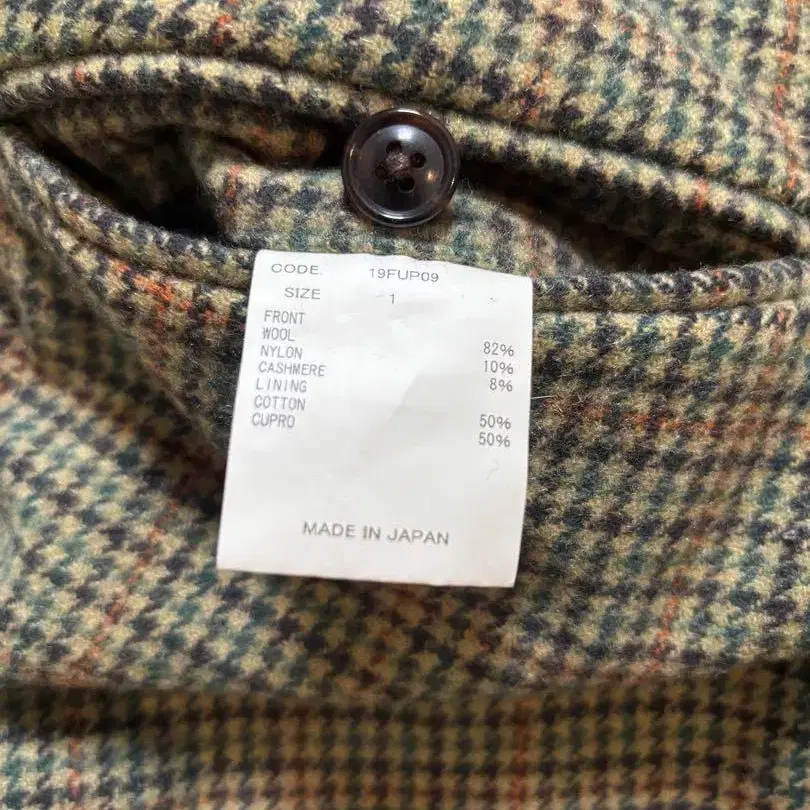 CODE. 19FUP09
SIZE 1
FRONT
WOOL 82%
NYLON 10%
CASHMERE 8%
LINING
COTTON 50%
CUPRO 50%
MADE IN JAPAN